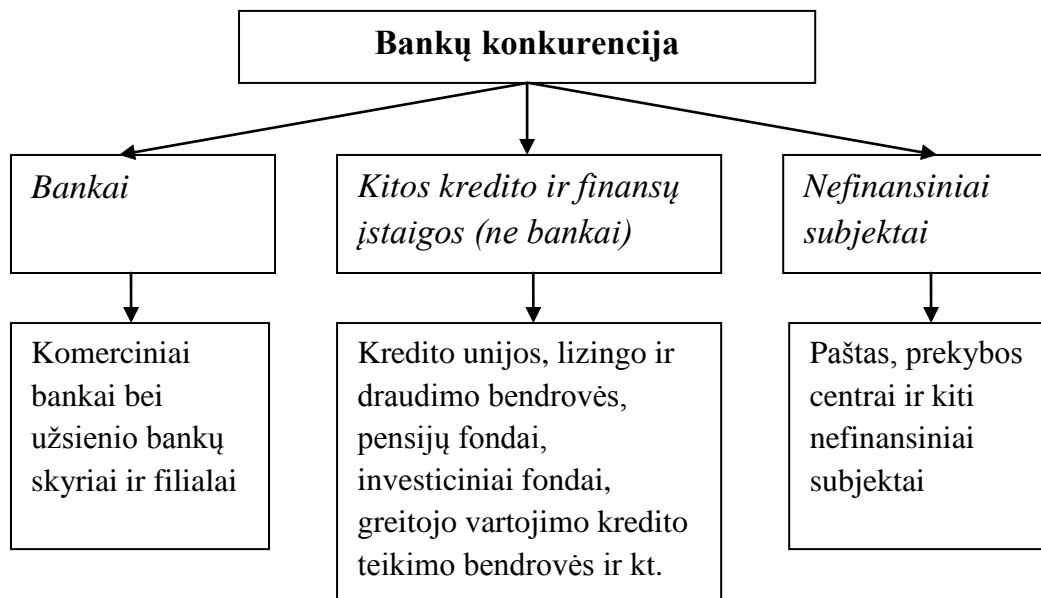 Bankų konkurencija
Bankai
Kitos kredito ir finansų
įstaigos (ne bankai)
Nefinansiniai
subjektai
Komerciniai
bankai bei
užsienio bankų
skyriai ir filialai
Kredito unijos, lizingo ir
draudimo bendrovės,
pensijų fondai,
investiciniai fondai,
greitojo vartojimo kredito
teikimo bendrovės ir kt.
Paštas, prekybos
centrai ir kiti
nefinansiniai
subjektai